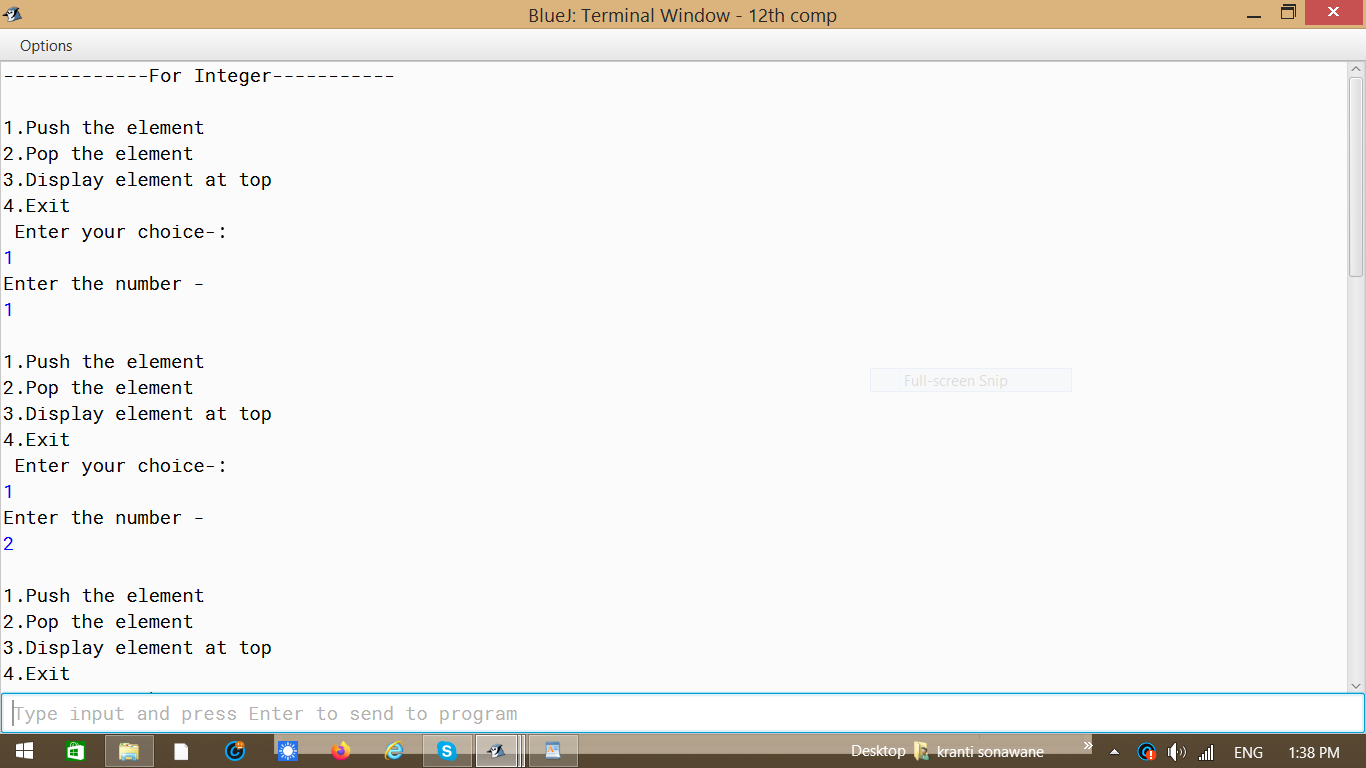 BlueJ: Terminal Window - 12th comp
Options
-------------For Integer-----------
1.Push the element
2.Pop the element
3.Display element at top
4.Exit
Enter your choice-:
1
Enter the number -
1
1.Push the element
2.Pop the element
3.Display element at top
4.Exit
Enter your choice-:
1
Enter the number -
2
1.Push the element
2.Pop the element
3.Display element at top
4.Exit
Full-screen Snip
Type input and press Enter to send to program
Desktop kranti sonawane » ENG 1:38 PM